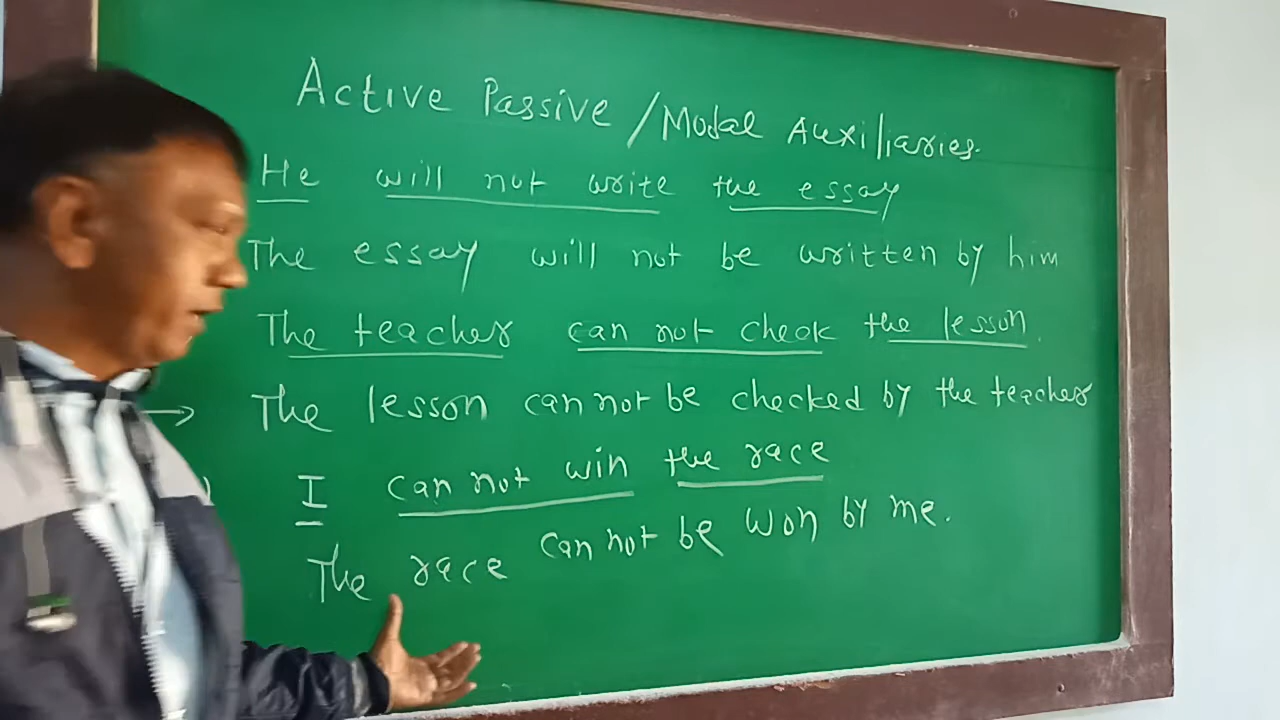 Active Passive / Modal Auxiliaries.
He will not write the essay
The essay will not be written by him
The teacher can not check the lesson.
→ The lesson can not be checked by the teacher
I can not win the race
The race can not be won by me.